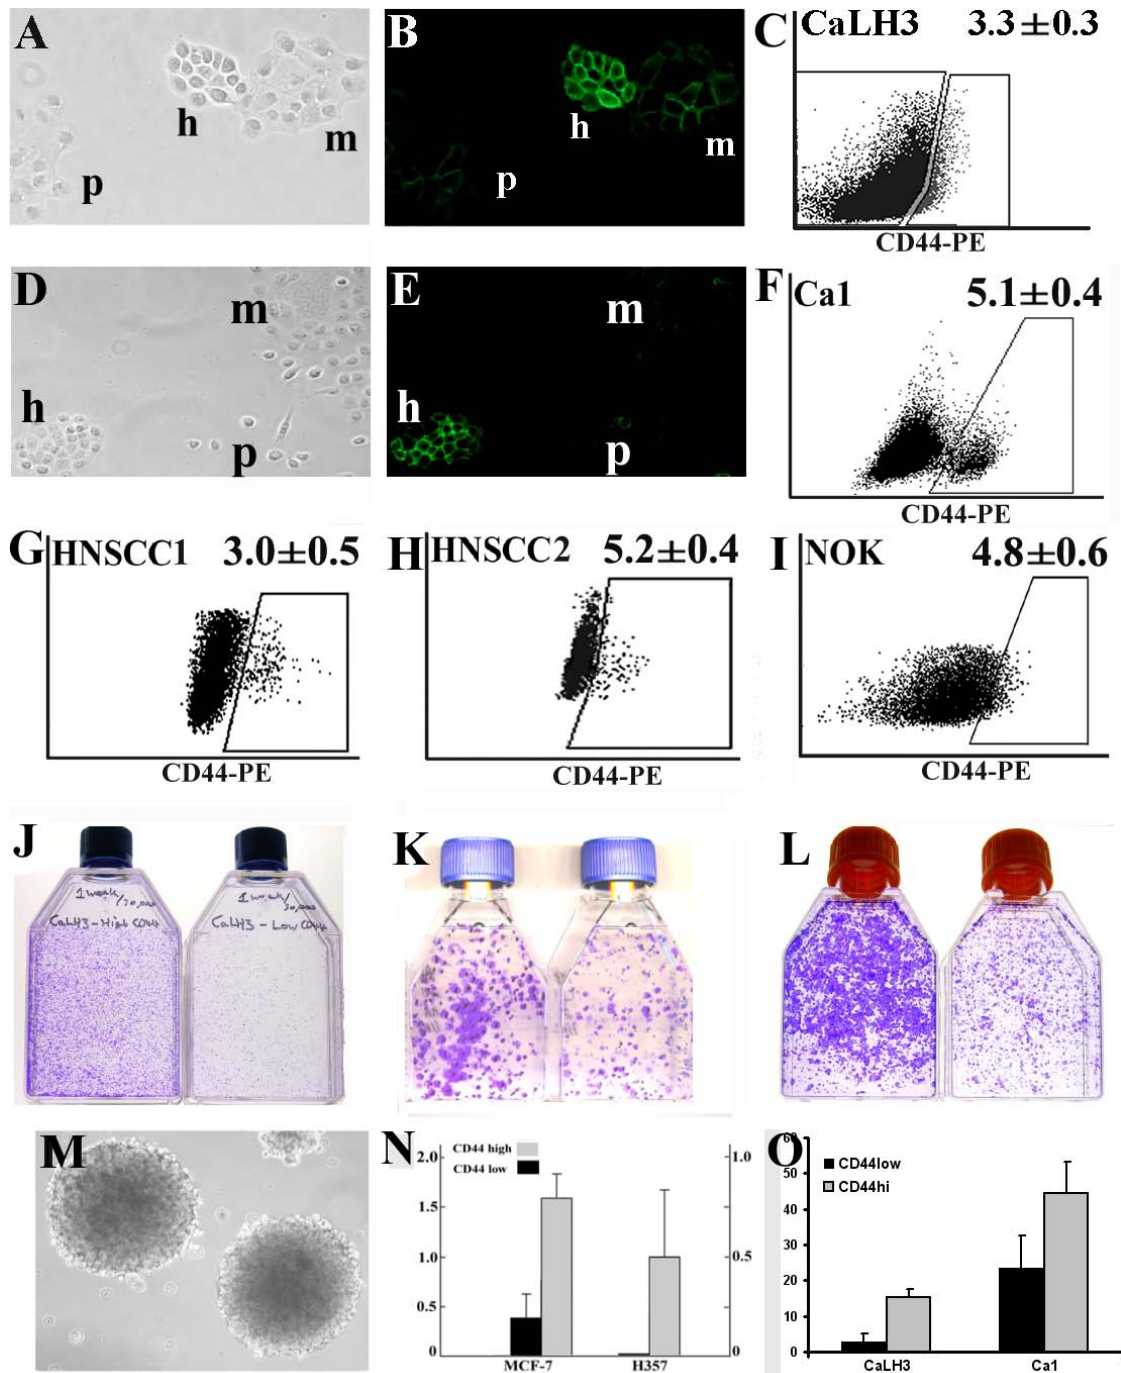 A
h
m
p
B
h
m
p
C
CaLH3 3.3±0.3
CD44-PE
D
m
h
p
E
m
h
p
F
Ca1 5.1±0.4
CD44-PE
G
HNSCC1 3.0±0.5
CD44-PE
H
HNSCC2 5.2±0.4
CD44-PE
I
NOK 4.8±0.6
CD44-PE
J
1 week/
CaLH3-High CD44
1 week/
CaLH3-Low CD44
K
L
M
N
CD44 high
CD44 low
2.0
1.5
1.0
0.5
0
1.0
0.5
0
MCF-7 H357
O
CD44low
CD44hi
60
50
40
30
20
10
0
CaLH3 Ca1